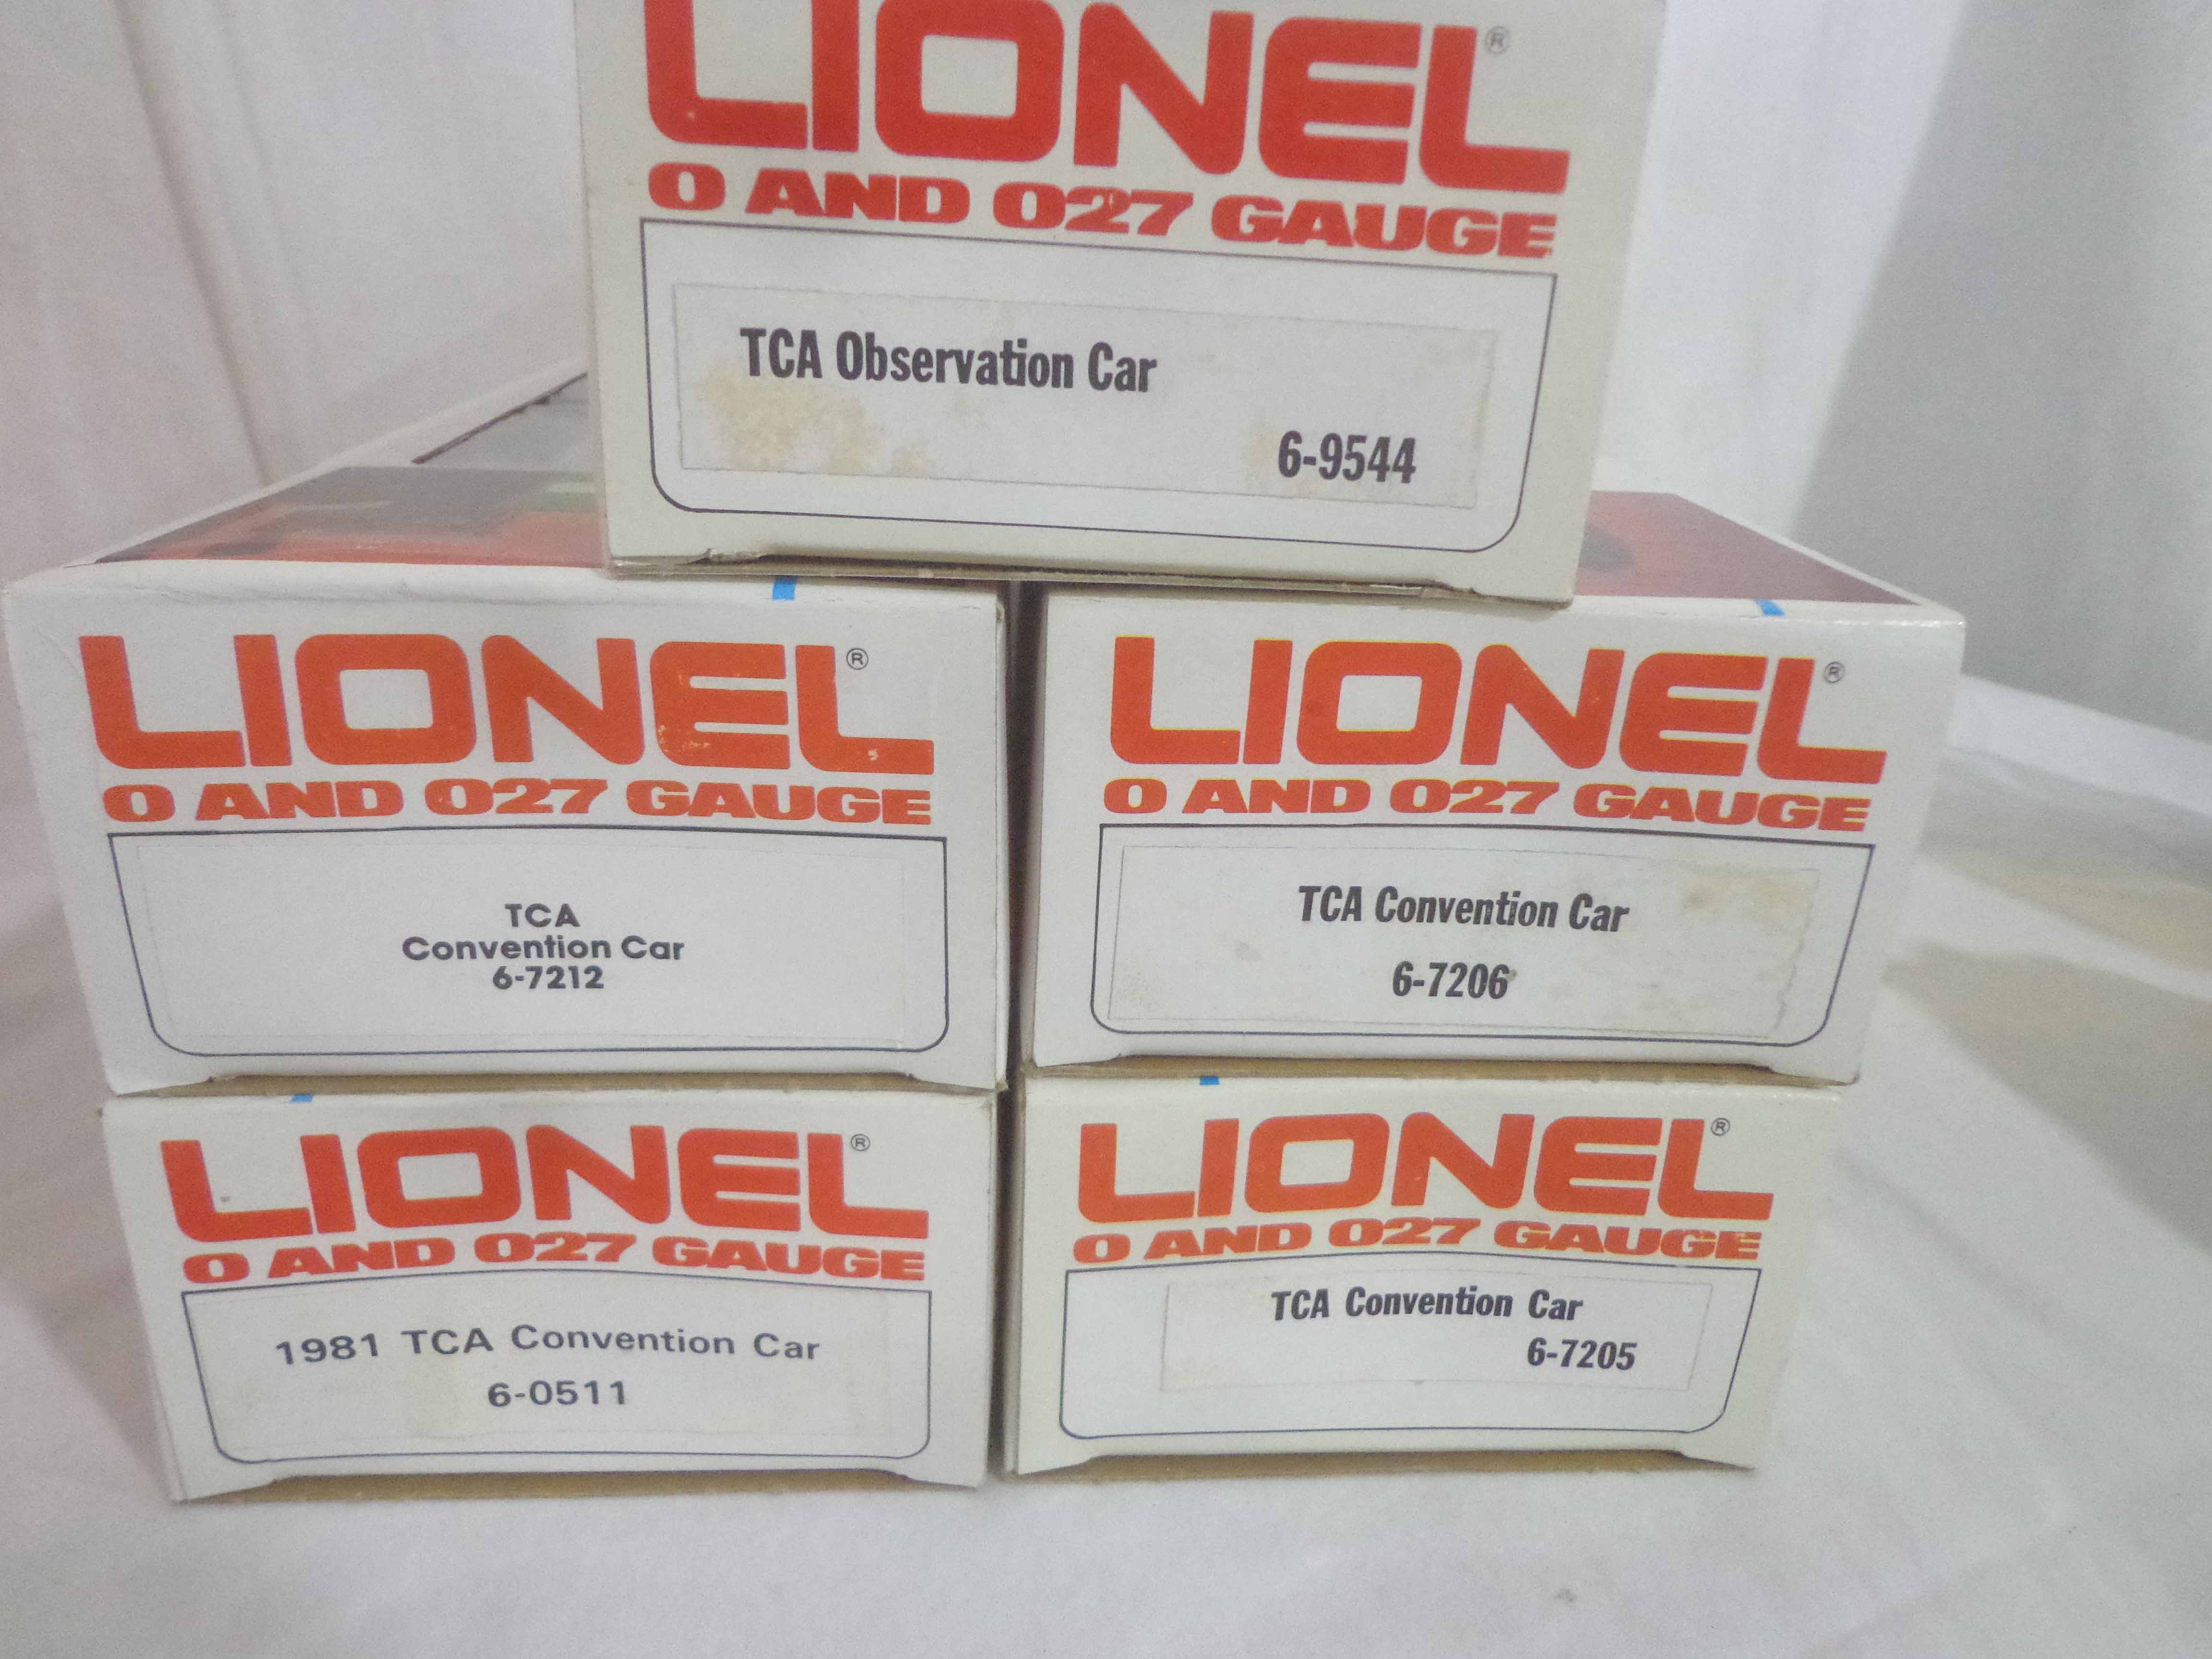 LIONEL®
O AND O27 GAUGE
TCA Observation Car
6-9544
LIONEL®
O AND O27 GAUGE
TCA
Convention Car
6-7212
LIONEL®
O AND O27 GAUGE
TCA Convention Car
6-7206
LIONEL®
O AND O27 GAUGE
1981 TCA Convention Car
6-0511
LIONEL®
O AND O27 GAUGE
TCA Convention Car
6-7205